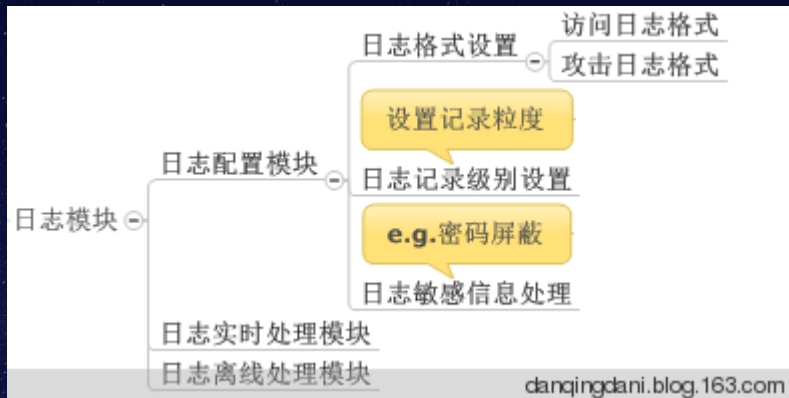 访问日志格式
日志格式设置
攻击日志格式
设置记录粒度
日志配置模块
日志记录级别设置
日志模块
e.g.密码屏蔽
日志敏感信息处理
日志实时处理模块
日志离线处理模块
danqingdani.blog.163.com